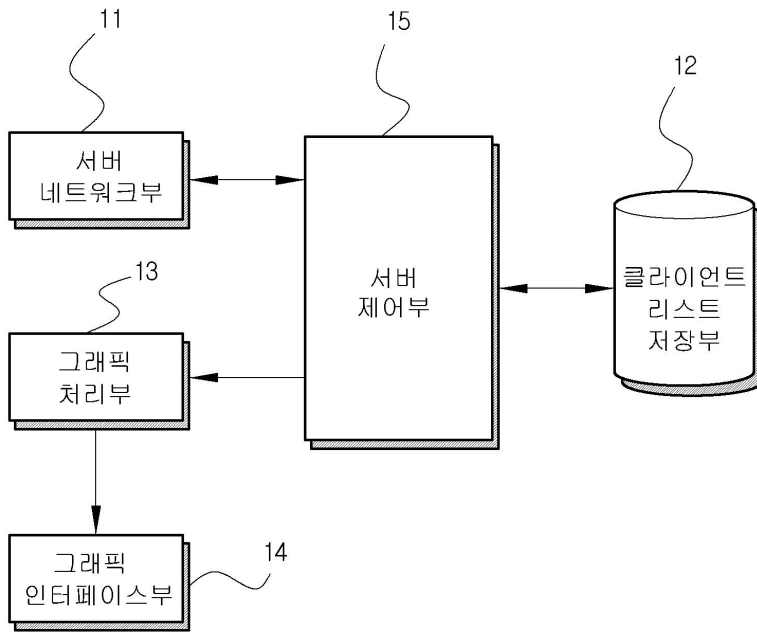 11
15
12
서버
네트워크부
서버
제어부
클라이언트
리스트
저장부
13
그래픽
처리부
14
그래픽
인터페이스부